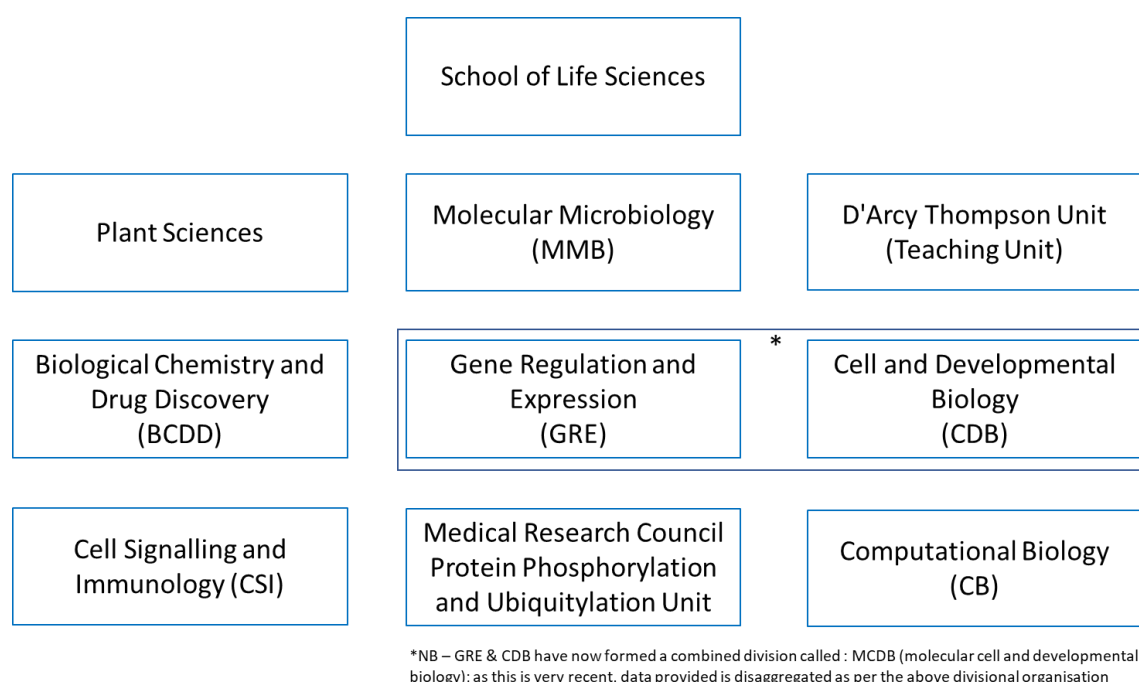 School of Life Sciences
Plant Sciences
Molecular Microbiology
(MMB)
D'Arcy Thompson Unit
(Teaching Unit)
Biological Chemistry and
Drug Discovery
(BCDD)
Gene Regulation and
Expression
(GRE)
*
Cell and Developmental
Biology
(CDB)
Cell Signalling and
Immunology (CSI)
Medical Research Council
Protein Phosphorylation
and Ubiquitylation Unit
Computational Biology
(CB)
*NB – GRE & CDB have now formed a combined division called : MCDB (molecular cell and developmental
biology); as this is very recent, data provided is disaggregated as per the above divisional organisation